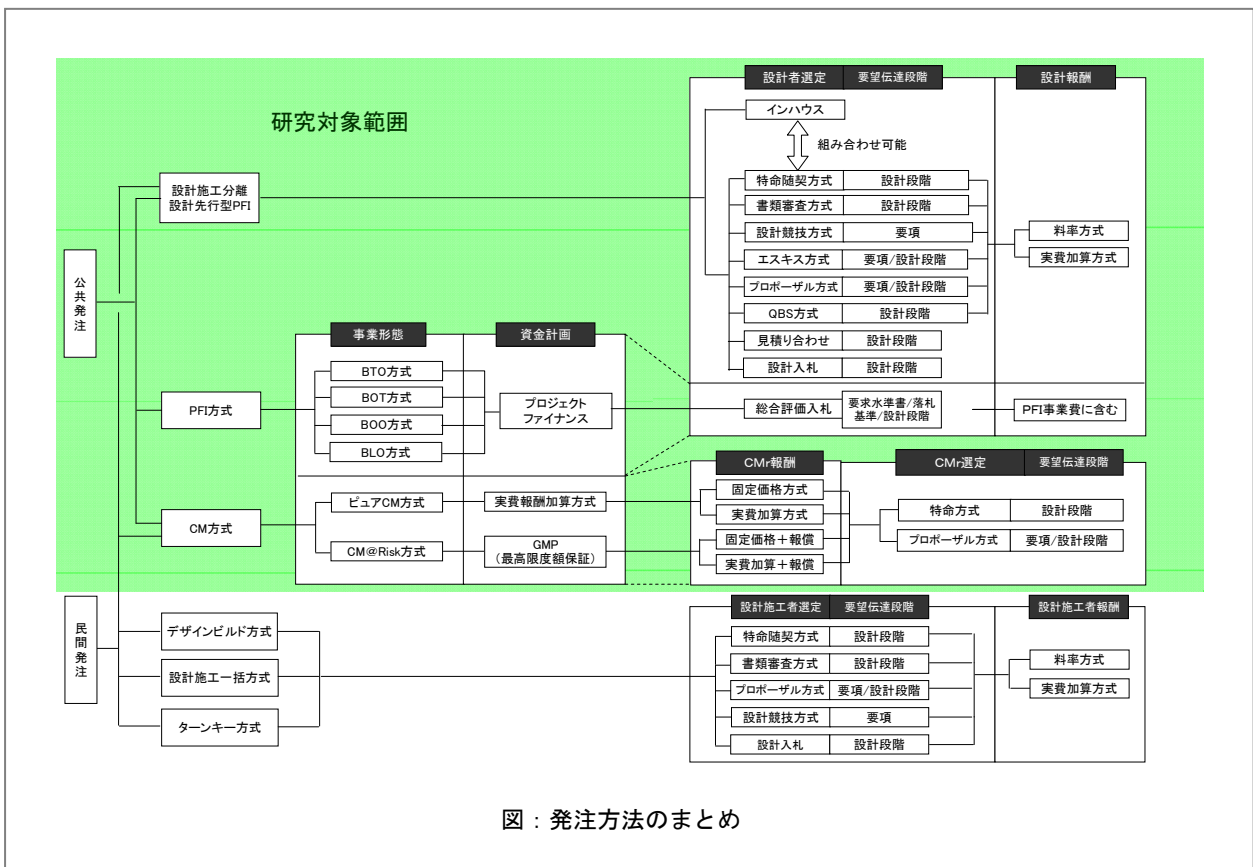 研究対象範囲
設計者選定
要望伝達段階
設計報酬
インハウス
組み合わせ可能
設計施工分離
設計先行型PFI
特命随契方式
設計段階
書類審査方式
設計段階
設計競技方式
要項
エスキス方式
要項/設計段階
プロポーザル方式
要項/設計段階
QBS方式
設計段階
見積り合わせ
設計段階
設計入札
設計段階
料率方式
実費加算方式
公共発注
事業形態
資金計画
BTO方式
BOT方式
BOO方式
BLO方式
PFI方式
プロジェクト
ファイナンス
総合評価入札
要求水準書/落札
基準/設計段階
PFI事業費に含む
CMr報酬
CMr選定
要望伝達段階
CM方式
ピュアCM方式
実費報酬加算方式
CM@Risk方式
GMP
(最高限度額保証)
固定価格方式
実費加算方式
固定価格＋報償
実費加算＋報償
特命方式
設計段階
プロポーザル方式
要項/設計段階
民間発注
設計施工者選定
要望伝達段階
設計施工者報酬
デザインビルド方式
設計施工一括方式
ターンキー方式
特命随契方式
設計段階
書類審査方式
設計段階
プロポーザル方式
要項/設計段階
設計競技方式
要項
設計入札
設計段階
料率方式
実費加算方式
図：発注方法のまとめ